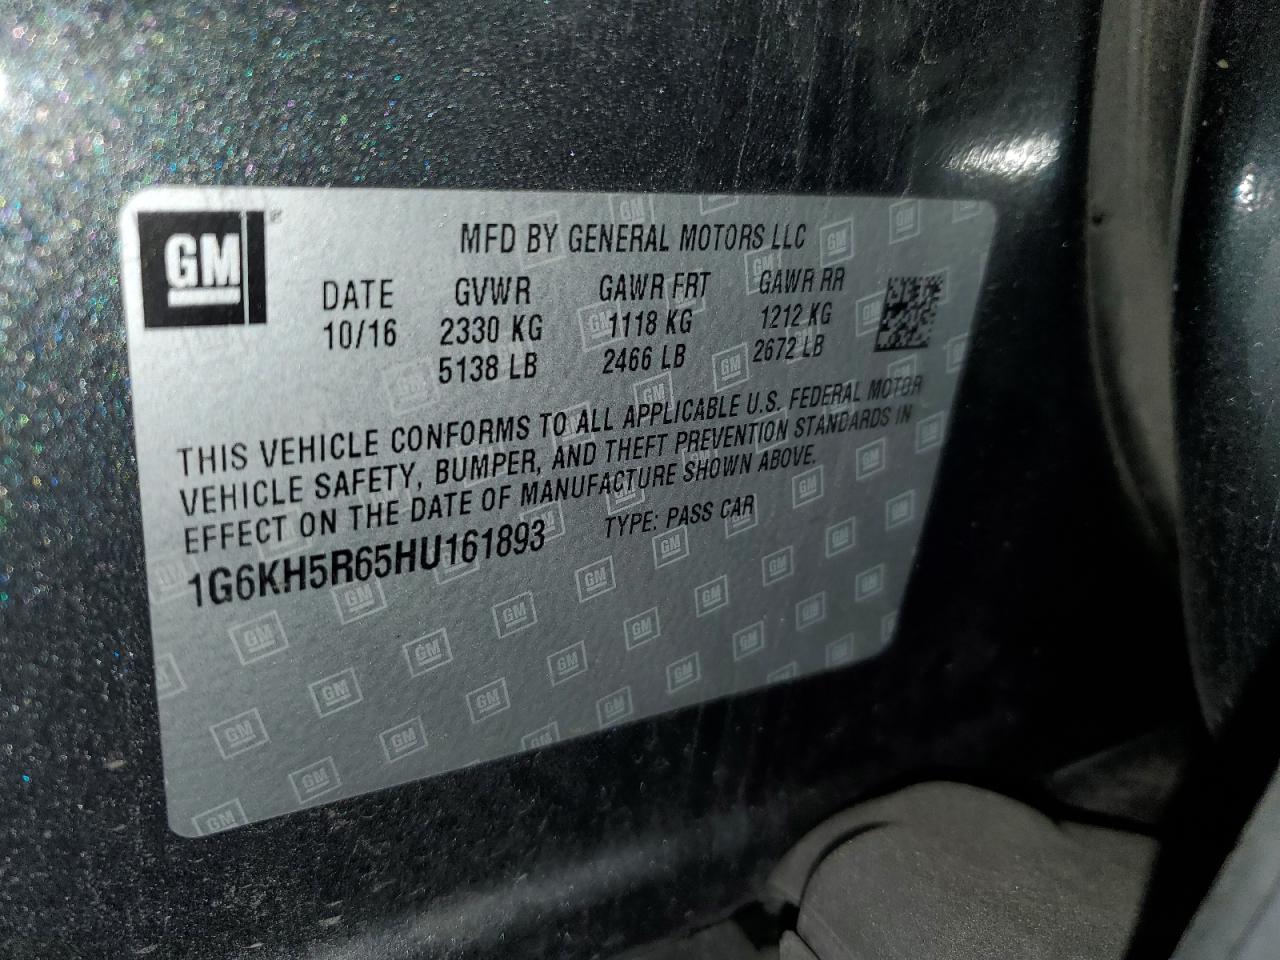 GM
MFD BY GENERAL MOTORS LLC
DATE GVWR GAWR FRT GAWR RR
10/16 2330 KG 1118 KG 1212 KG
5138 LB 2466 LB 2672 LB
THIS VEHICLE CONFORMS TO ALL APPLICABLE U.S. FEDERAL MOTOR
VEHICLE SAFETY, BUMPER, AND THEFT PREVENTION STANDARDS IN
EFFECT ON THE DATE OF MANUFACTURE SHOWN ABOVE.
1G6KH5R65HU161893 TYPE: PASS CAR